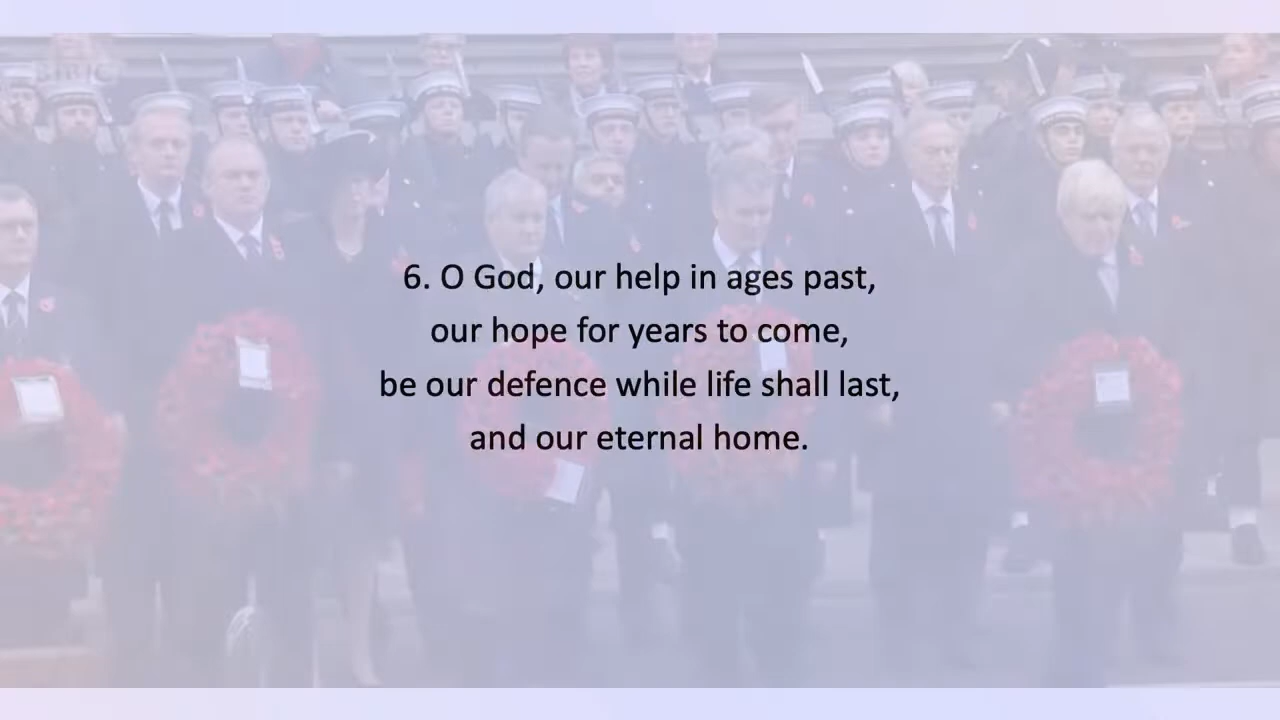 6. O God, our help in ages past,
our hope for years to come,
be our defence while life shall last,
and our eternal home.